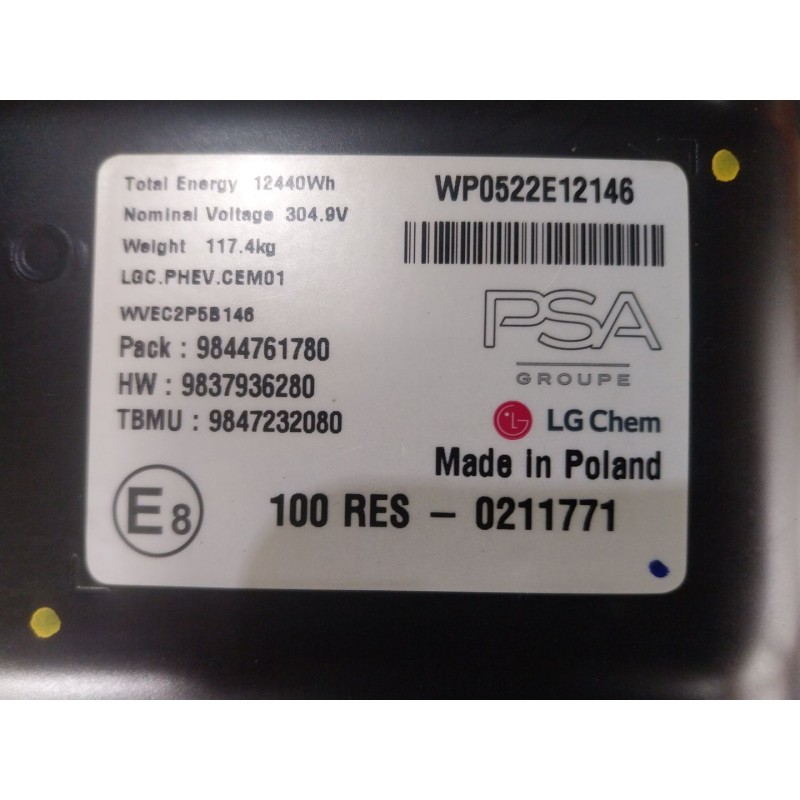 Total Energy 12440Wh
Nominal Voltage 304.9V
Weight 117.4kg
LGC.PHEV.CEM01
WVEC2P5B146
Pack : 9844761780
HW : 9837936280
TBMU : 9847232080
WP0522E12146
PSA
GROUPE
LG LG Chem
Made in Poland
E8
100 RES - 0211771